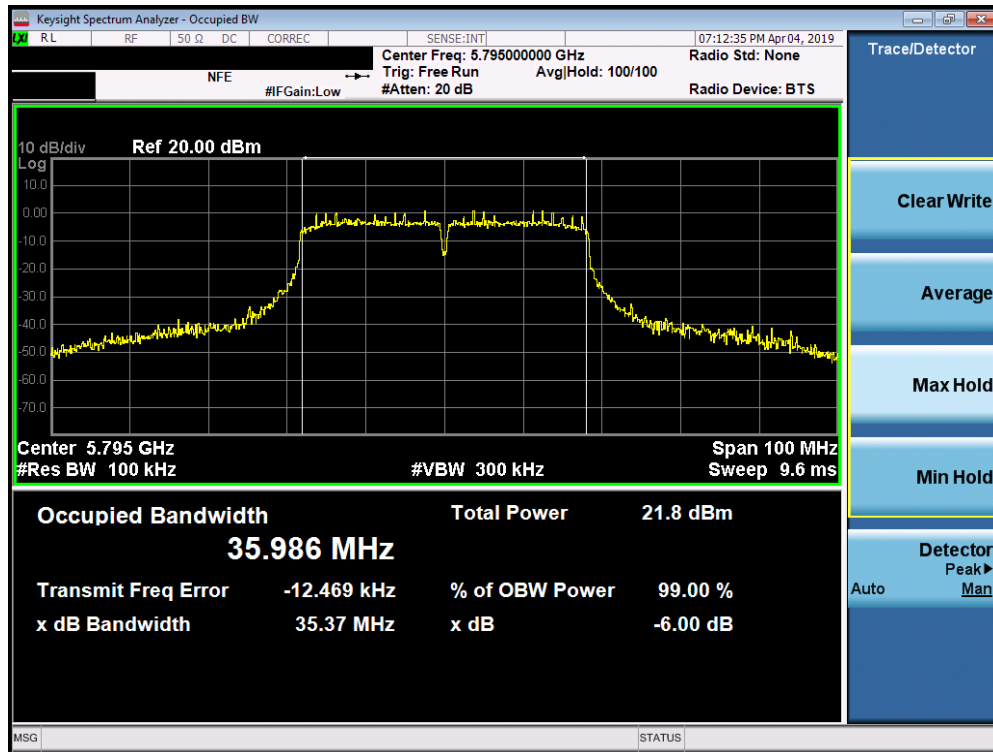 Keysight Spectrum Analyzer - Occupied BW
LXI RL RF 50 Ω DC CORREC SENSE:INT 07:12:35 PM Apr 04, 2019
Center Freq: 5.795000000 GHz Radio Std: None
NFE Trig: Free Run Avg|Hold: 100/100
#IFGain:Low #Atten: 20 dB Radio Device: BTS
Trace/Detector
10 dB/div Ref 20.00 dBm
Log
10.0
0.00
-10.0
-20.0
-30.0
-40.0
-50.0
-60.0
-70.0
Center 5.795 GHz Span 100 MHz
#Res BW 100 kHz #VBW 300 kHz Sweep 9.6 ms
Occupied Bandwidth Total Power 21.8 dBm
35.986 MHz
Transmit Freq Error -12.469 kHz % of OBW Power 99.00 %
x dB Bandwidth 35.37 MHz x dB -6.00 dB
Clear Write
Average
Max Hold
Min Hold
Detector
Peak▶
Auto Man
MSG STATUS